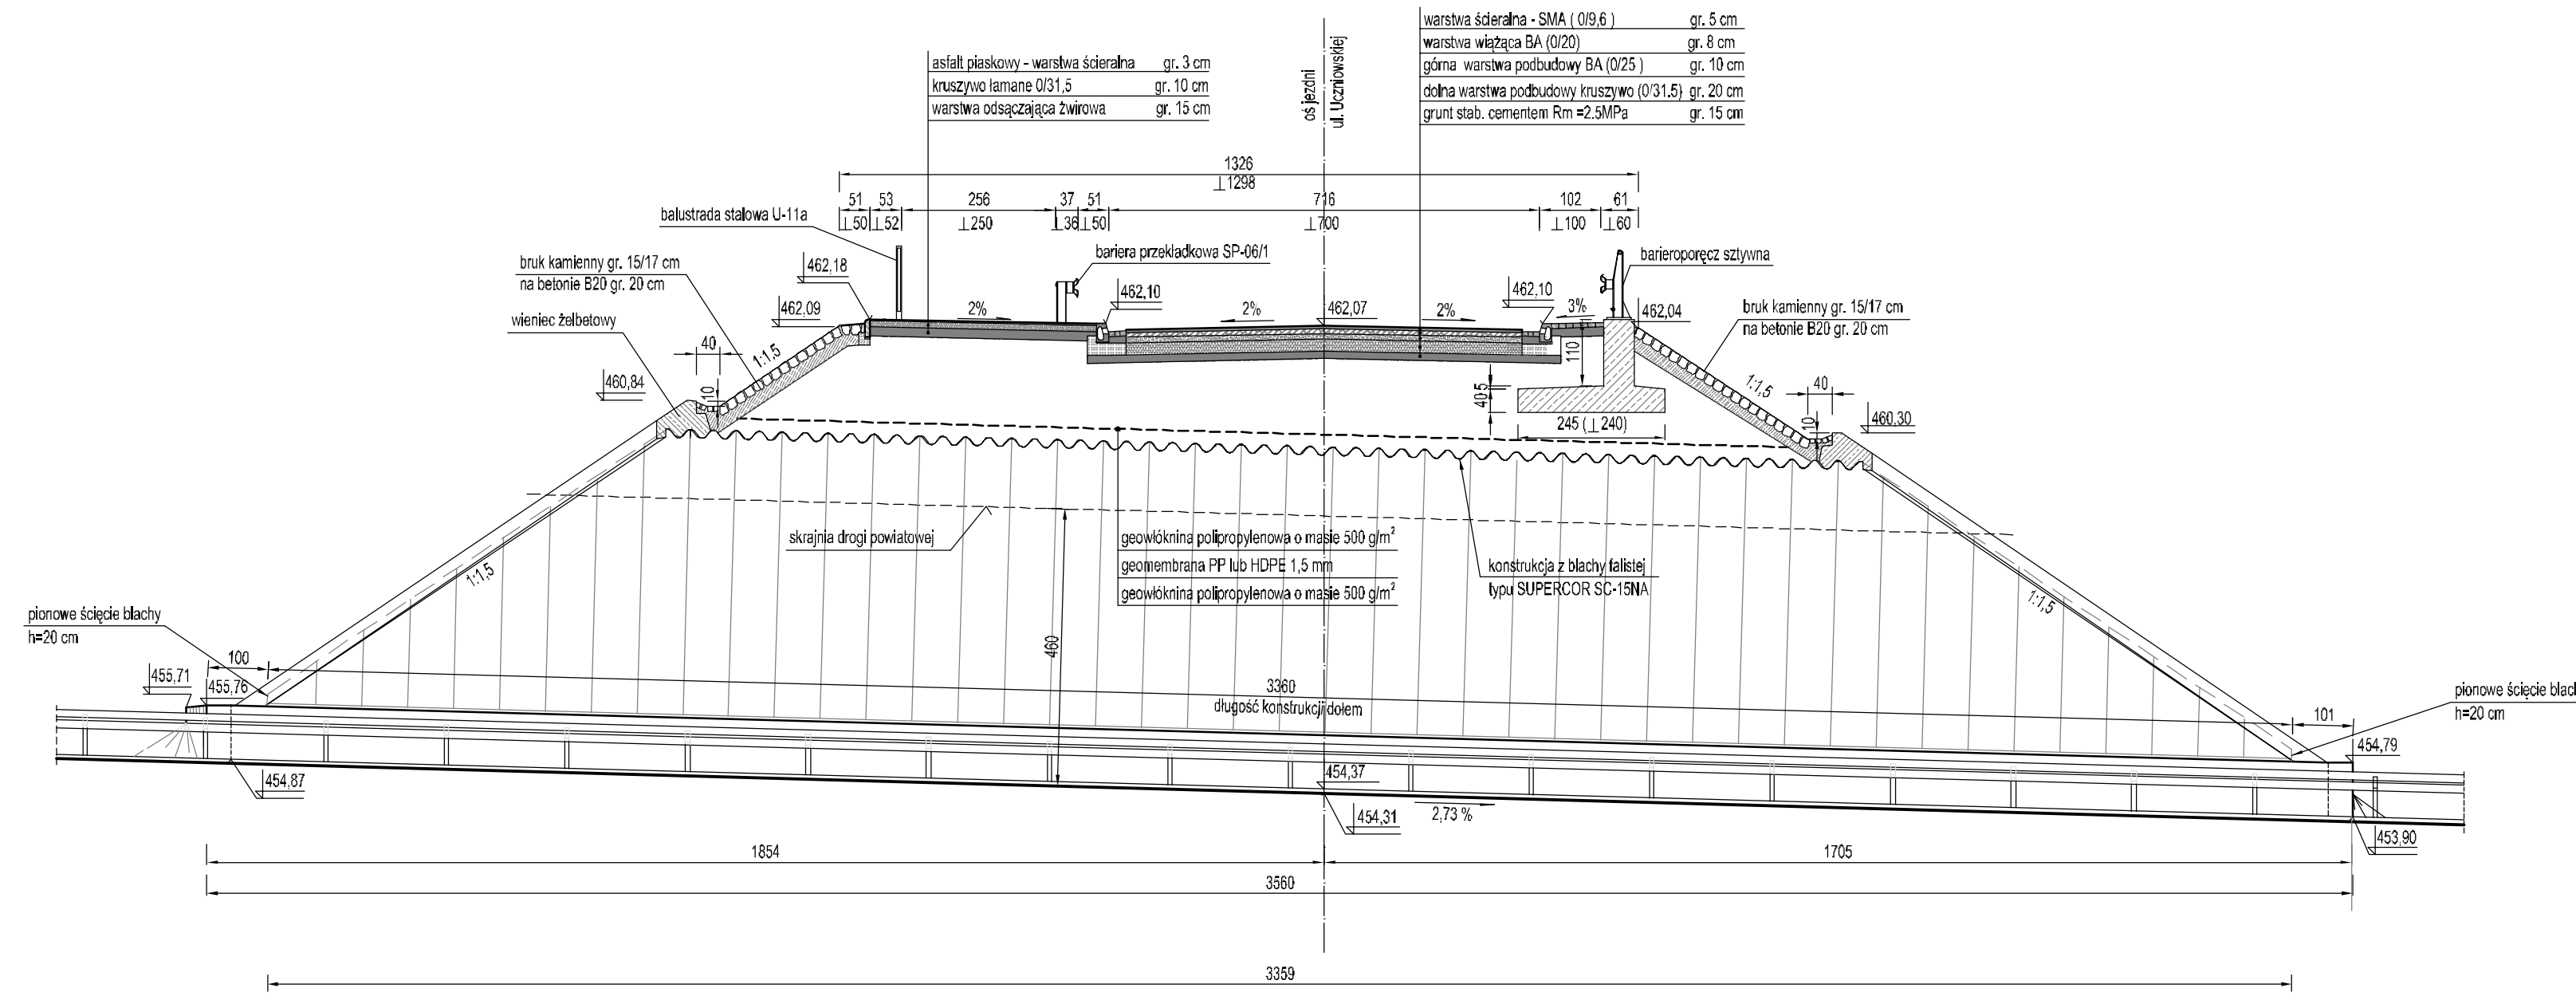 warstwa ścieralna - SMA ( 0/9,6 ) gr. 5 cm
warstwa wiążąca BA (0/20) gr. 8 cm
górna warstwa podbudowy BA (0/25 ) gr. 10 cm
dolna warstwa podbudowy kruszywo (0/31.5) gr. 20 cm
grunt stab. cementem Rm =2.5MPa gr. 15 cm
asfalt piaskowy - warstwa ścieralna gr. 3 cm
kruszywo łamane 0/31,5 gr. 10 cm
warstwa odsączająca żwirowa gr. 15 cm
oś jezdni
ul. Uczniowskiej
1326
⊥1298
51 53 256 37 51 716 102 61
⊥50 ⊥52 ⊥250 ⊥36 ⊥50 ⊥700 ⊥100 ⊥60
balustrada stalowa U-11a
bariera przekładkowa SP-06/1
barieroporęcz sztywna
bruk kamienny gr. 15/17 cm
na betonie B20 gr. 20 cm
wieniec żelbetowy
462,18
462,09
462,10
462,07
462,10
462,04
2%
2%
2%
3%
bruk kamienny gr. 15/17 cm
na betonie B20 gr. 20 cm
40
1:1,5
10
460,84
110
5
40
245 (⊥240)
1:1,5
40
10
460,30
skrajnia drogi powiatowej
geowłóknina polipropylenowa o masie 500 g/m²
geomembrana PP lub HDPE 1,5 mm
geowłóknina polipropylenowa o masie 500 g/m²
konstrukcja z blachy falistej
typu SUPERCOR SC-15NA
1:1,5
1:1,5
460
pionowe ścięcie blachy
h=20 cm
100
455,71
455,76
3360
długość konstrukcji dołem
pionowe ścięcie blach
h=20 cm
101
454,79
454,87
454,37
454,31
2,73 %
453,90
1854
1705
3560
3359